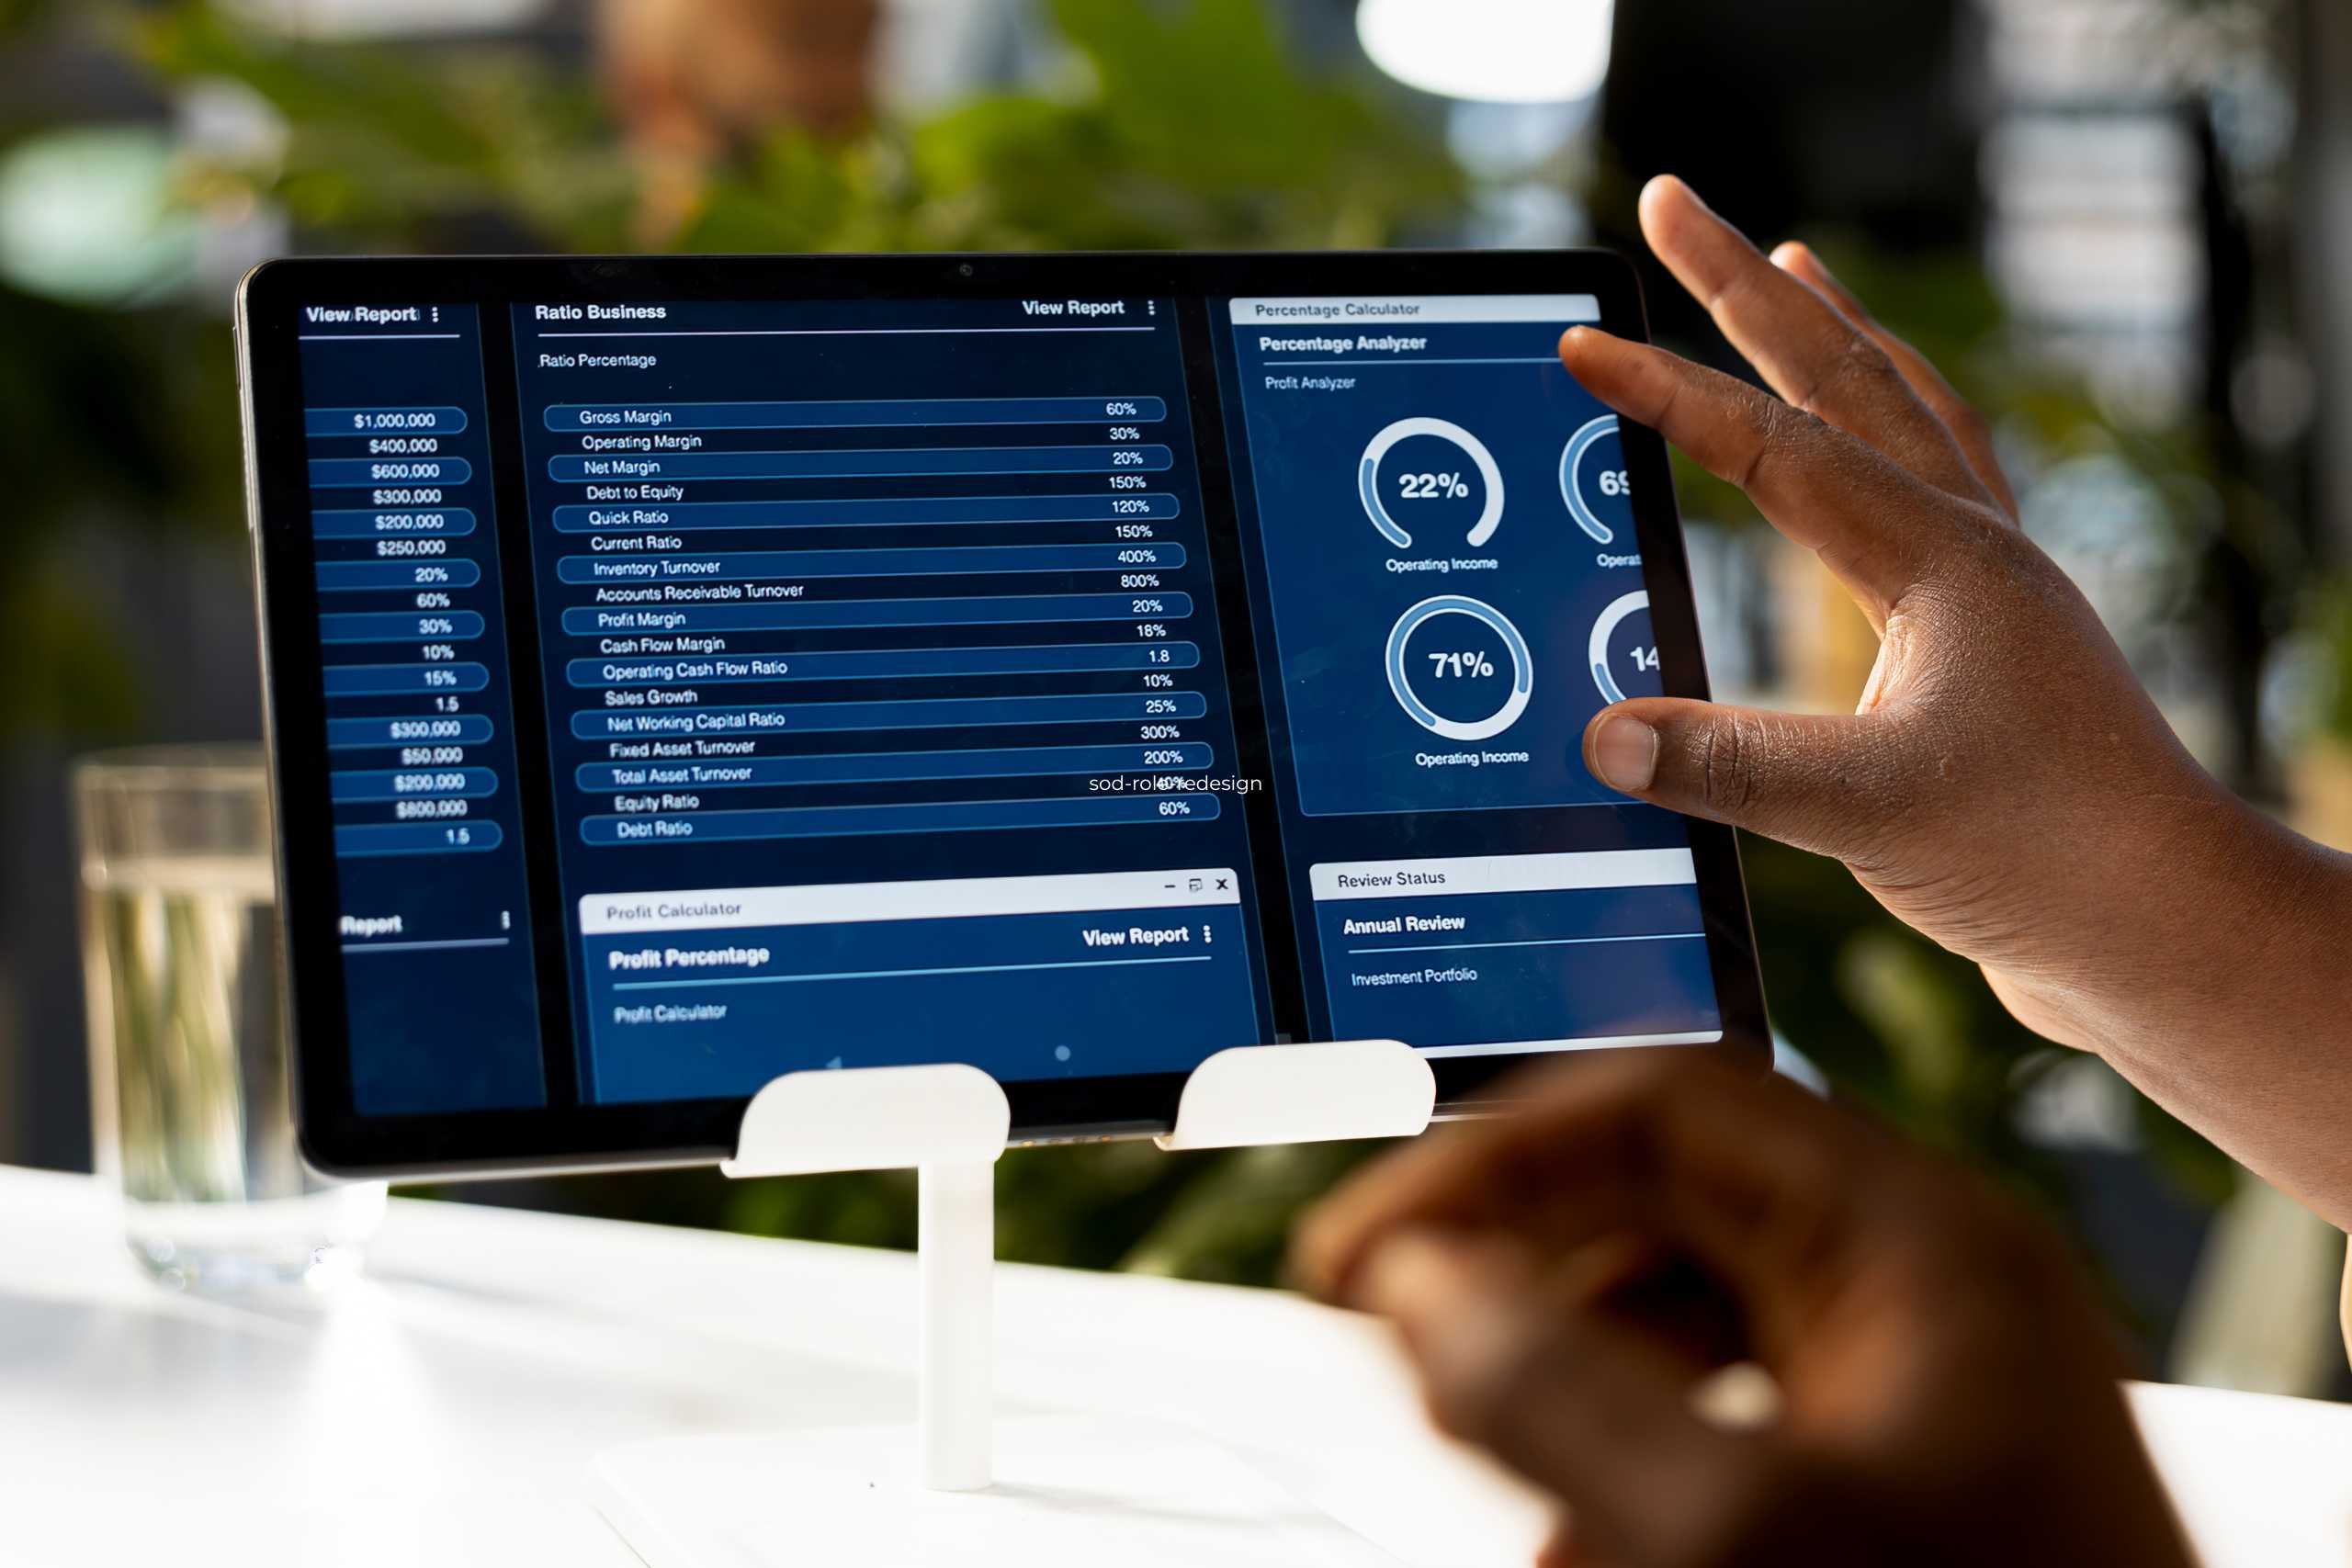 View Report
$1,000,000
$400,000
$600,000
$300,000
$200,000
$250,000
20%
60%
30%
10%
15%
1.5
$300,000
$50,000
$200,000
$800,000
1.5
Report
Ratio Business View Report
Ratio Percentage
Gross Margin 60%
Operating Margin 30%
Net Margin 20%
Debt to Equity 150%
Quick Ratio 120%
Current Ratio 150%
Inventory Turnover 400%
Accounts Receivable Turnover 800%
Profit Margin 20%
Cash Flow Margin 18%
Operating Cash Flow Ratio 1.8
Sales Growth 10%
Net Working Capital Ratio 25%
Fixed Asset Turnover 300%
Total Asset Turnover 200%
Equity Ratio 40%
Debt Ratio 60%
sod-role-redesign
Profit Calculator
Profit Percentage View Report
Profit Calculator
Percentage Calculator
Percentage Analyzer
Profit Analyzer
22%
Operating Income
71%
Operating Income
14
Review Status
Annual Review
Investment Portfolio